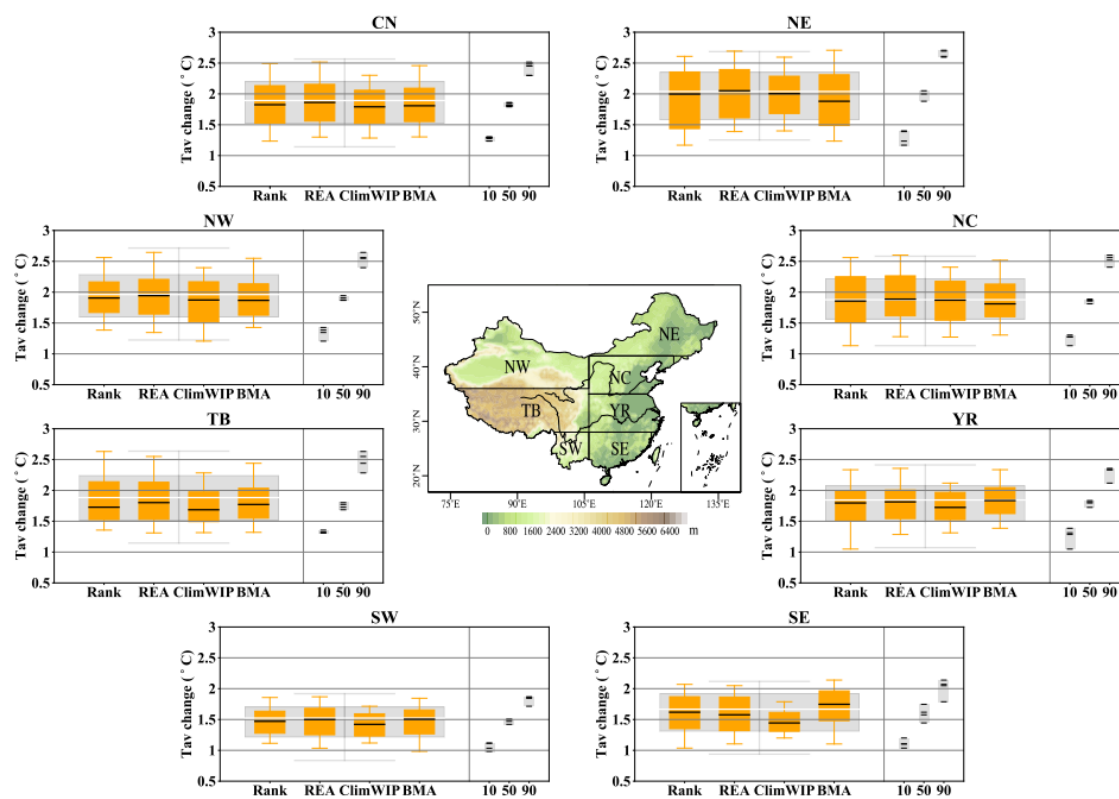 CN
Tav change (°C)
3
2.5
2
1.5
1
0.5
Rank REA ClimWIP BMA 10 50 90
NE
Tav change (°C)
3
2.5
2
1.5
1
0.5
Rank REA ClimWIP BMA 10 50 90
NW
Tav change (°C)
3
2.5
2
1.5
1
0.5
Rank REA ClimWIP BMA 10 50 90
NC
Tav change (°C)
3
2.5
2
1.5
1
0.5
Rank REA ClimWIP BMA 10 50 90
50°N
40°N
30°N
20°N
NE
NW
NC
TB
YR
SW
SE
75°E 90°E 105°E 120°E 135°E
0 800 1600 2400 3200 4000 4800 5600 6400 m
TB
Tav change (°C)
3
2.5
2
1.5
1
0.5
Rank REA ClimWIP BMA 10 50 90
YR
Tav change (°C)
3
2.5
2
1.5
1
0.5
Rank REA ClimWIP BMA 10 50 90
SW
Tav change (°C)
3
2.5
2
1.5
1
0.5
Rank REA ClimWIP BMA 10 50 90
SE
Tav change (°C)
3
2.5
2
1.5
1
0.5
Rank REA ClimWIP BMA 10 50 90